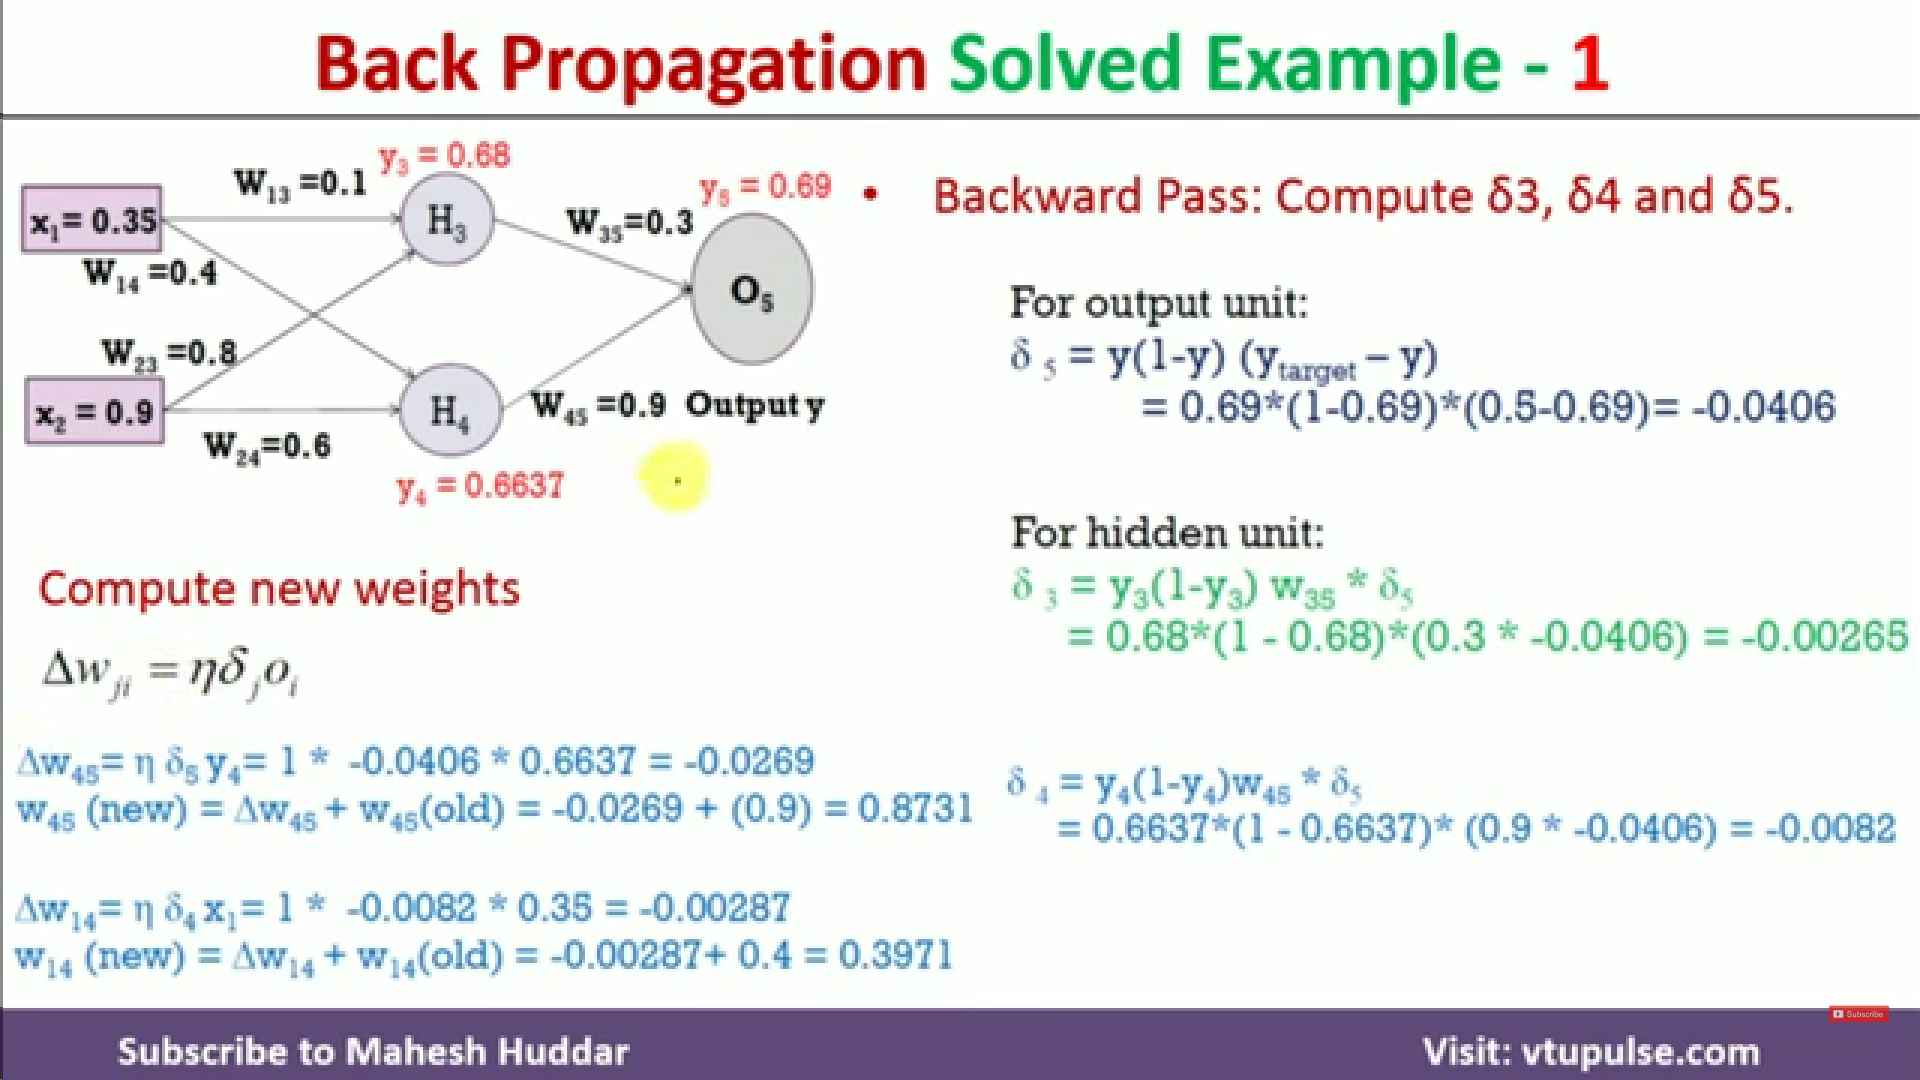 Back Propagation Solved Example - 1
y₃ = 0.68
W₁₃ =0.1
x₁= 0.35
H₃
W₁₄ =0.4
W₃₅=0.3
y₅ = 0.69
O₅
W₂₃ =0.8
x₂ = 0.9
H₄
W₂₄=0.6
W₄₅ =0.9 Output y
y₄ = 0.6637
Compute new weights
Δwⱼᵢ = ηδⱼoᵢ
Δw₄₅= η δ₅ y₄= 1 * -0.0406 * 0.6637 = -0.0269
w₄₅ (new) = Δw₄₅ + w₄₅(old) = -0.0269 + (0.9) = 0.8731
Δw₁₄= η δ₄ x₁= 1 * -0.0082 * 0.35 = -0.00287
w₁₄ (new) = Δw₁₄ + w₁₄(old) = -0.00287+ 0.4 = 0.3971
• Backward Pass: Compute δ3, δ4 and δ5.
For output unit:
δ ₅ = y(1-y) (y_target – y)
= 0.69*(1-0.69)*(0.5-0.69)= -0.0406
For hidden unit:
δ ₃ = y₃(1-y₃) w₃₅ * δ₅
= 0.68*(1 - 0.68)*(0.3 * -0.0406) = -0.00265
δ ₄ = y₄(1-y₄)w₄₅ * δ₅
= 0.6637*(1 - 0.6637)* (0.9 * -0.0406) = -0.0082
Subscribe
Subscribe to Mahesh Huddar
Visit: vtupulse.com